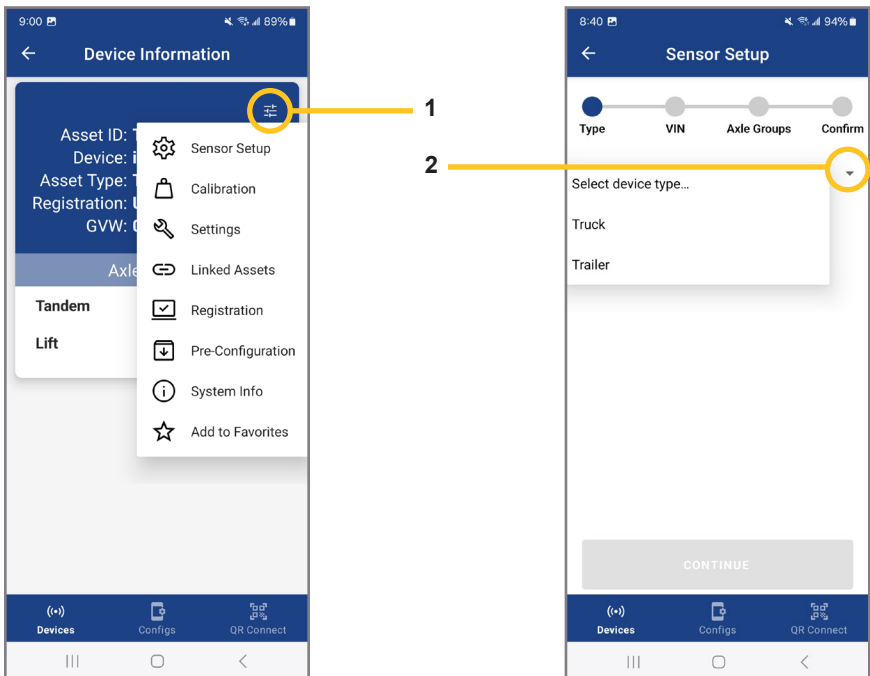 9:00
89%
Device Information
Asset ID:
Device:
Asset Type:
Registration:
GVW:
Axle
Tandem
Lift
Sensor Setup
Calibration
Settings
Linked Assets
Registration
Pre-Configuration
System Info
Add to Favorites
Devices
Configs
QR Connect
1
2
8:40
94%
Sensor Setup
Type
VIN
Axle Groups
Confirm
Select device type...
Truck
Trailer
CONTINUE
Devices
Configs
QR Connect